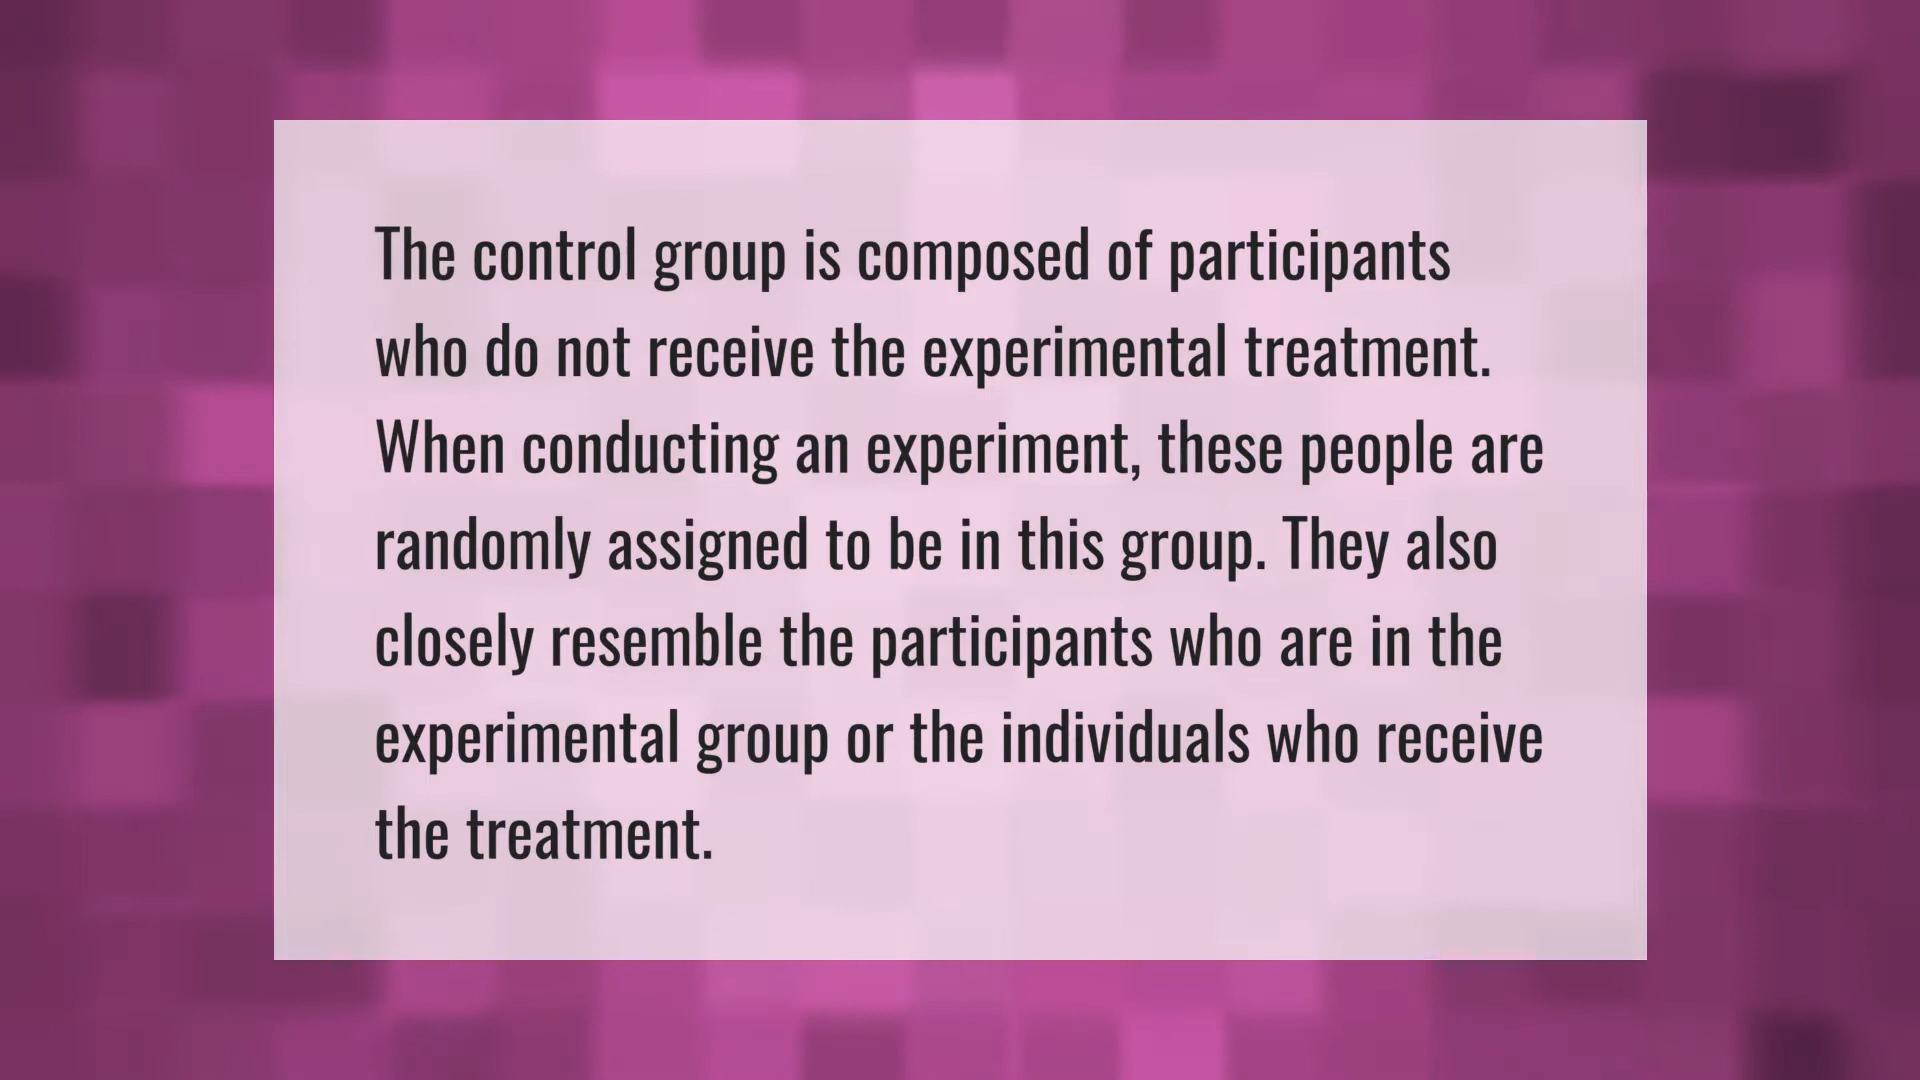 The control group is composed of participants
who do not receive the experimental treatment.
When conducting an experiment, these people are
randomly assigned to be in this group. They also
closely resemble the participants who are in the
experimental group or the individuals who receive
the treatment.